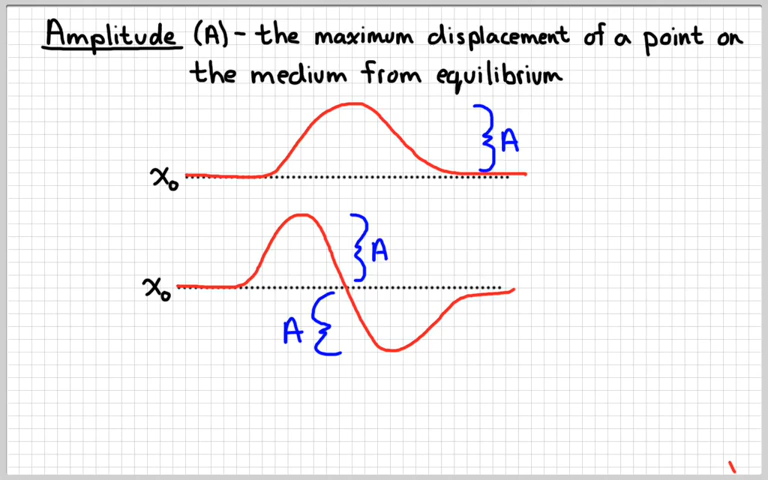 Amplitude (A) - the maximum displacement of a point on
the medium from equilibrium
A
x₀
A
x₀
A